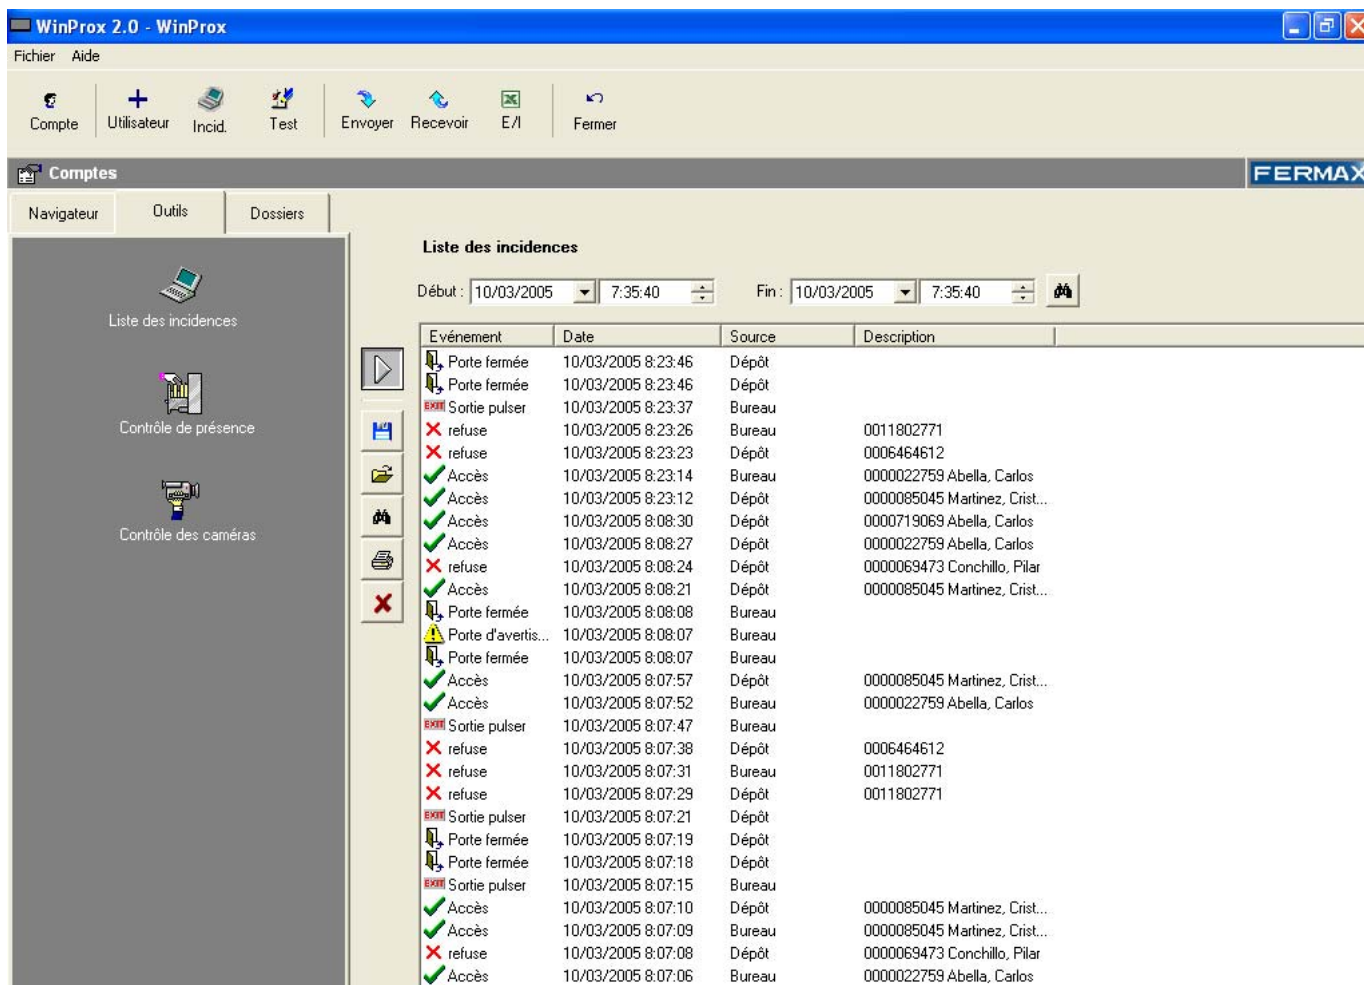 WinProx 2.0 - WinProx
Fichier Aide
Compte Utilisateur Incid. Test Envoyer Recevoir E/I Fermer
Comptes FERMAX
Navigateur Outils Dossiers
Liste des incidences
Début : 10/03/2005 7:35:40 Fin : 10/03/2005 7:35:40
Liste des incidences
Contrôle de présence
Contrôle des caméras
Evénement Date Source Description
Porte fermée 10/03/2005 8:23:46 Dépôt
Porte fermée 10/03/2005 8:23:46 Dépôt
EXIT Sortie pulser 10/03/2005 8:23:37 Bureau
refuse 10/03/2005 8:23:26 Bureau 0011802771
refuse 10/03/2005 8:23:23 Dépôt 0006464612
Accès 10/03/2005 8:23:14 Bureau 0000022759 Abella, Carlos
Accès 10/03/2005 8:23:12 Dépôt 0000085045 Martinez, Crist...
Accès 10/03/2005 8:08:30 Dépôt 0000719069 Abella, Carlos
Accès 10/03/2005 8:08:27 Dépôt 0000022759 Abella, Carlos
refuse 10/03/2005 8:08:24 Dépôt 0000069473 Conchillo, Pilar
Accès 10/03/2005 8:08:21 Dépôt 0000085045 Martinez, Crist...
Porte fermée 10/03/2005 8:08:08 Bureau
Porte d'avertis... 10/03/2005 8:08:07 Bureau
Porte fermée 10/03/2005 8:08:07 Bureau
Accès 10/03/2005 8:07:57 Dépôt 0000085045 Martinez, Crist...
Accès 10/03/2005 8:07:52 Bureau 0000022759 Abella, Carlos
EXIT Sortie pulser 10/03/2005 8:07:47 Bureau
refuse 10/03/2005 8:07:38 Dépôt 0006464612
refuse 10/03/2005 8:07:31 Bureau 0011802771
refuse 10/03/2005 8:07:29 Dépôt 0011802771
EXIT Sortie pulser 10/03/2005 8:07:21 Dépôt
Porte fermée 10/03/2005 8:07:19 Dépôt
Porte fermée 10/03/2005 8:07:18 Dépôt
EXIT Sortie pulser 10/03/2005 8:07:15 Bureau
Accès 10/03/2005 8:07:10 Dépôt 0000085045 Martinez, Crist...
Accès 10/03/2005 8:07:09 Bureau 0000085045 Martinez, Crist...
refuse 10/03/2005 8:07:08 Dépôt 0000069473 Conchillo, Pilar
Accès 10/03/2005 8:07:06 Bureau 0000022759 Abella, Carlos